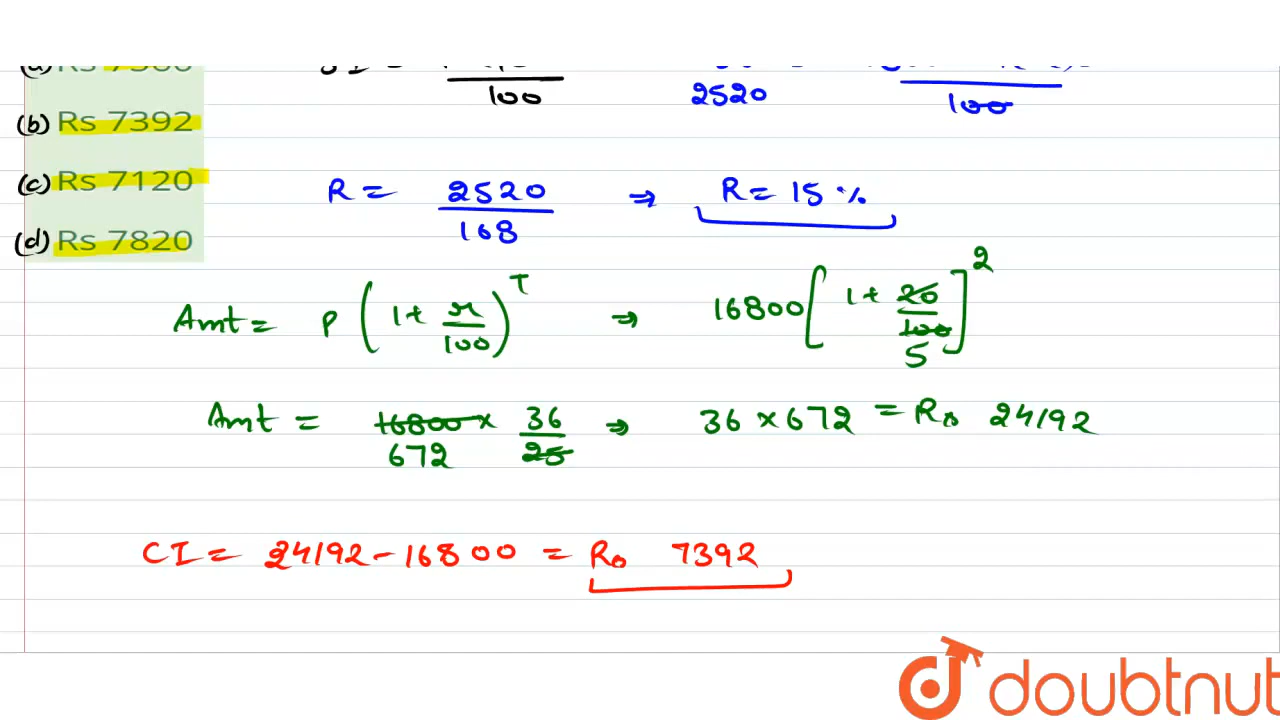 100 2520 100
(b) Rs 7392
(c) Rs 7120
R = 2520/168 → R = 15 %
(d) Rs 7820
Amt = P (1 + r/100)^T → 16800 [1 + 20/100 5]^2
Amt = 16800 × 36/25 → 36 × 672 = Rs 24192
672
CI = 24192 - 16800 = Rs 7392
doubtnut